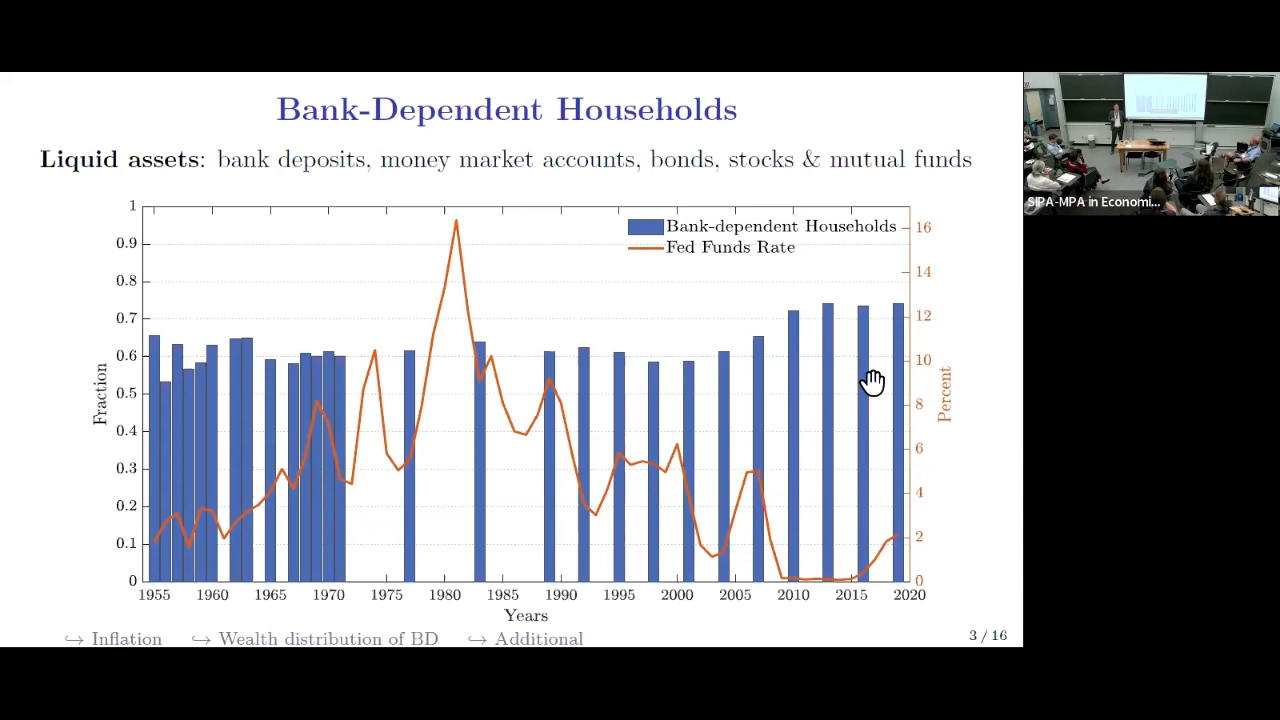 Bank-Dependent Households
Liquid assets: bank deposits, money market accounts, bonds, stocks & mutual funds
Bank-dependent Households
Fed Funds Rate
1
0.9
0.8
0.7
0.6
0.5
0.4
0.3
0.2
0.1
0
Fraction
16
14
12
10
8
6
4
2
0
Percent
1955 1960 1965 1970 1975 1980 1985 1990 1995 2000 2005 2010 2015 2020
Years
↪ Inflation ↪ Wealth distribution of BD ↪ Additional
3 / 16
SIPA-MPA in Economi...